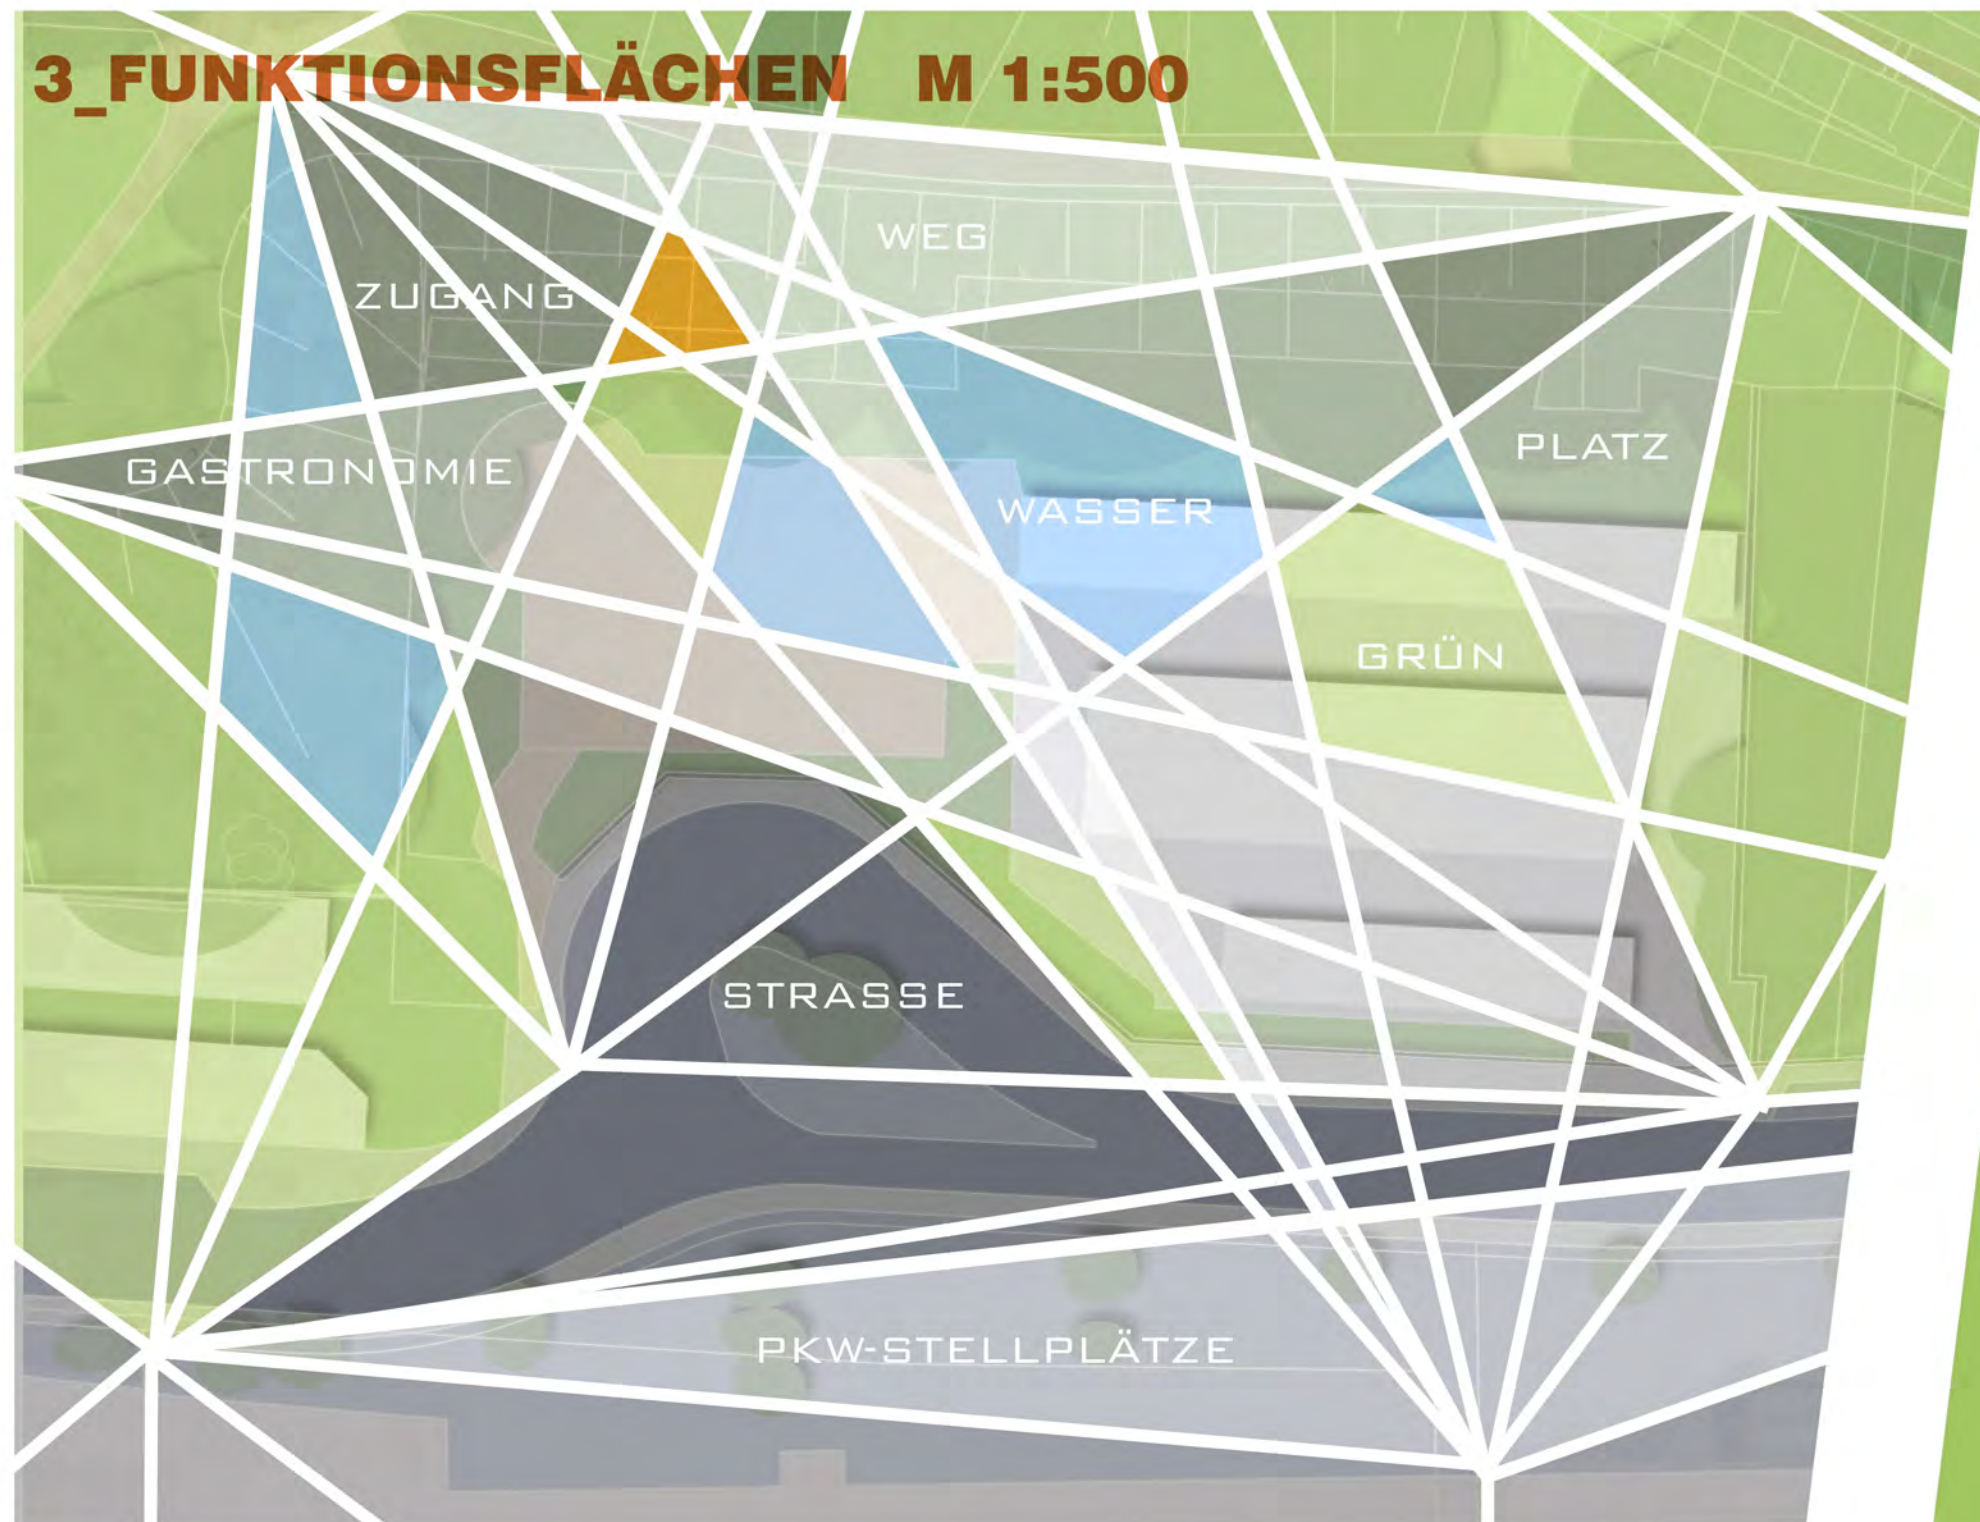 3_FUNKTIONSFLÄCHEN M 1:500
WEG
ZUGANG
PLATZ
GASTRONOMIE
WASSER
GRÜN
STRASSE
PKW-STELLPLÄTZE